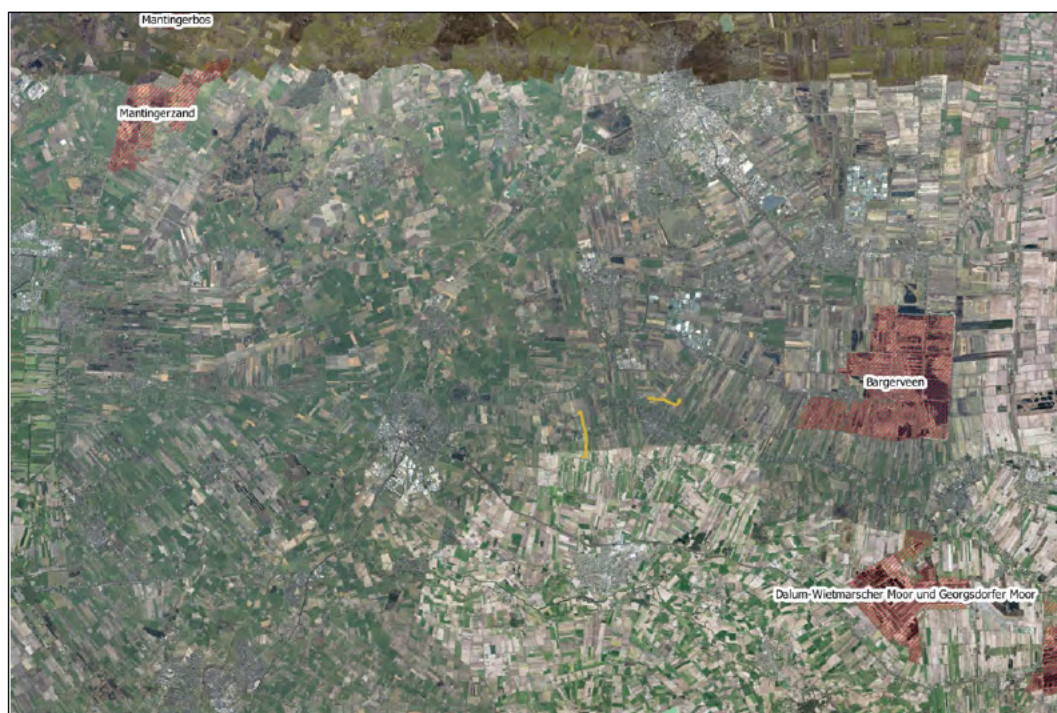 Mantingerbos
Mantingerzand
Bargerveen
Dalum-Wietmarscher Moor und Georgsdorfer Moor